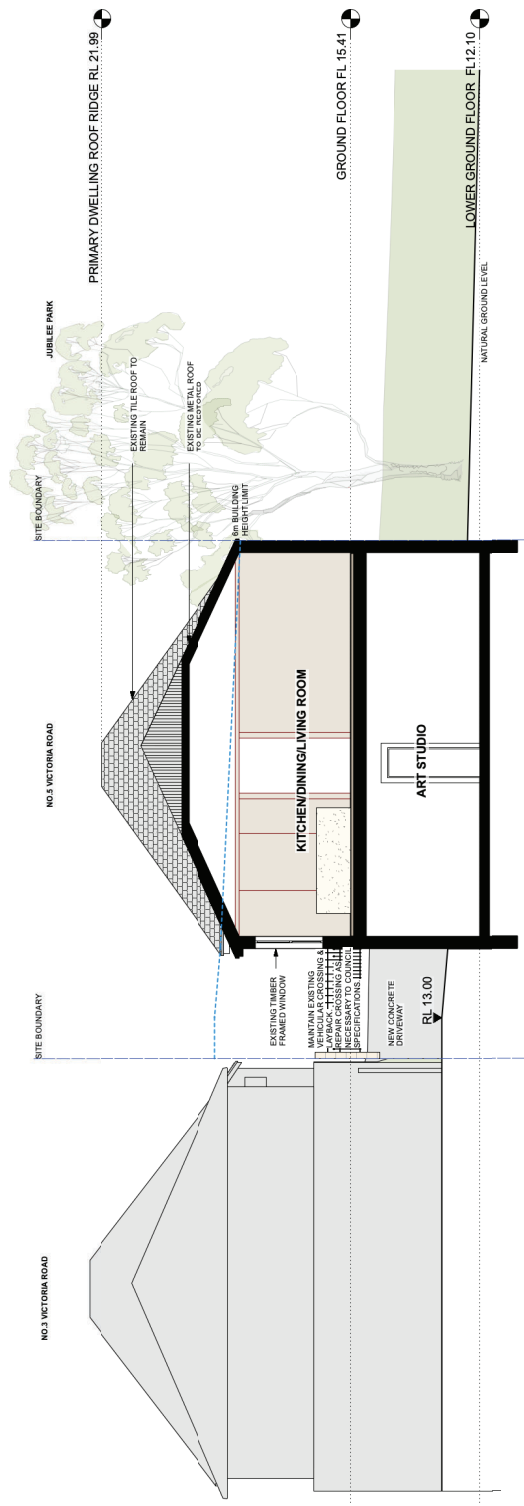 PRIMARY DWELLING ROOF RIDGE RL 21.99
GROUND FLOOR FL 15.41
LOWER GROUND FLOOR FL12.10
NATURAL GROUND LEVEL
JUBILEE PARK
EXISTING TILE ROOF TO
REMAIN
EXISTING METAL ROOF
TO BE RESTORED
SITE BOUNDARY
6m BUILDING
HEIGHT LIMIT
NO.5 VICTORIA ROAD
KITCHEN/DINING/LIVING ROOM
ART STUDIO
SITE BOUNDARY
EXISTING TIMBER
FRAMED WINDOW
MAINTAIN EXISTING
VEHICULAR CROSSING &
LAYBACK.
REPAIR CROSSING AS
NECESSARY TO COUNCIL
SPECIFICATIONS.
NEW CONCRETE
DRIVEWAY
RL 13.00
NO.3 VICTORIA ROAD